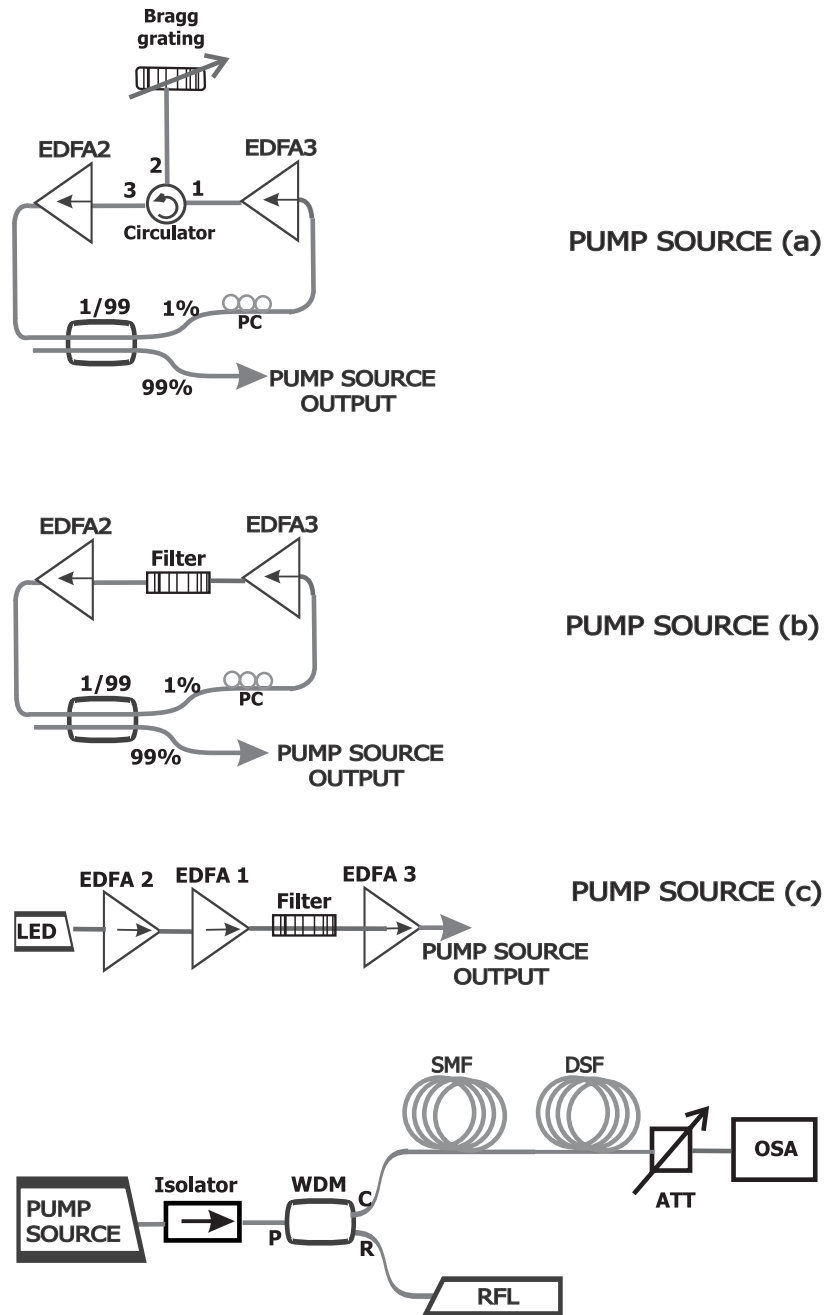 Bragg
grating
EDFA2
EDFA3
2
3
1
Circulator
PUMP SOURCE (a)
1/99
1%
PC
99%
PUMP SOURCE
OUTPUT
EDFA2
EDFA3
Filter
PUMP SOURCE (b)
1/99
1%
PC
99%
PUMP SOURCE
OUTPUT
EDFA 2
EDFA 1
EDFA 3
Filter
PUMP SOURCE (c)
LED
PUMP SOURCE
OUTPUT
SMF
DSF
Isolator
WDM
C
OSA
ATT
PUMP
SOURCE
P
R
RFL